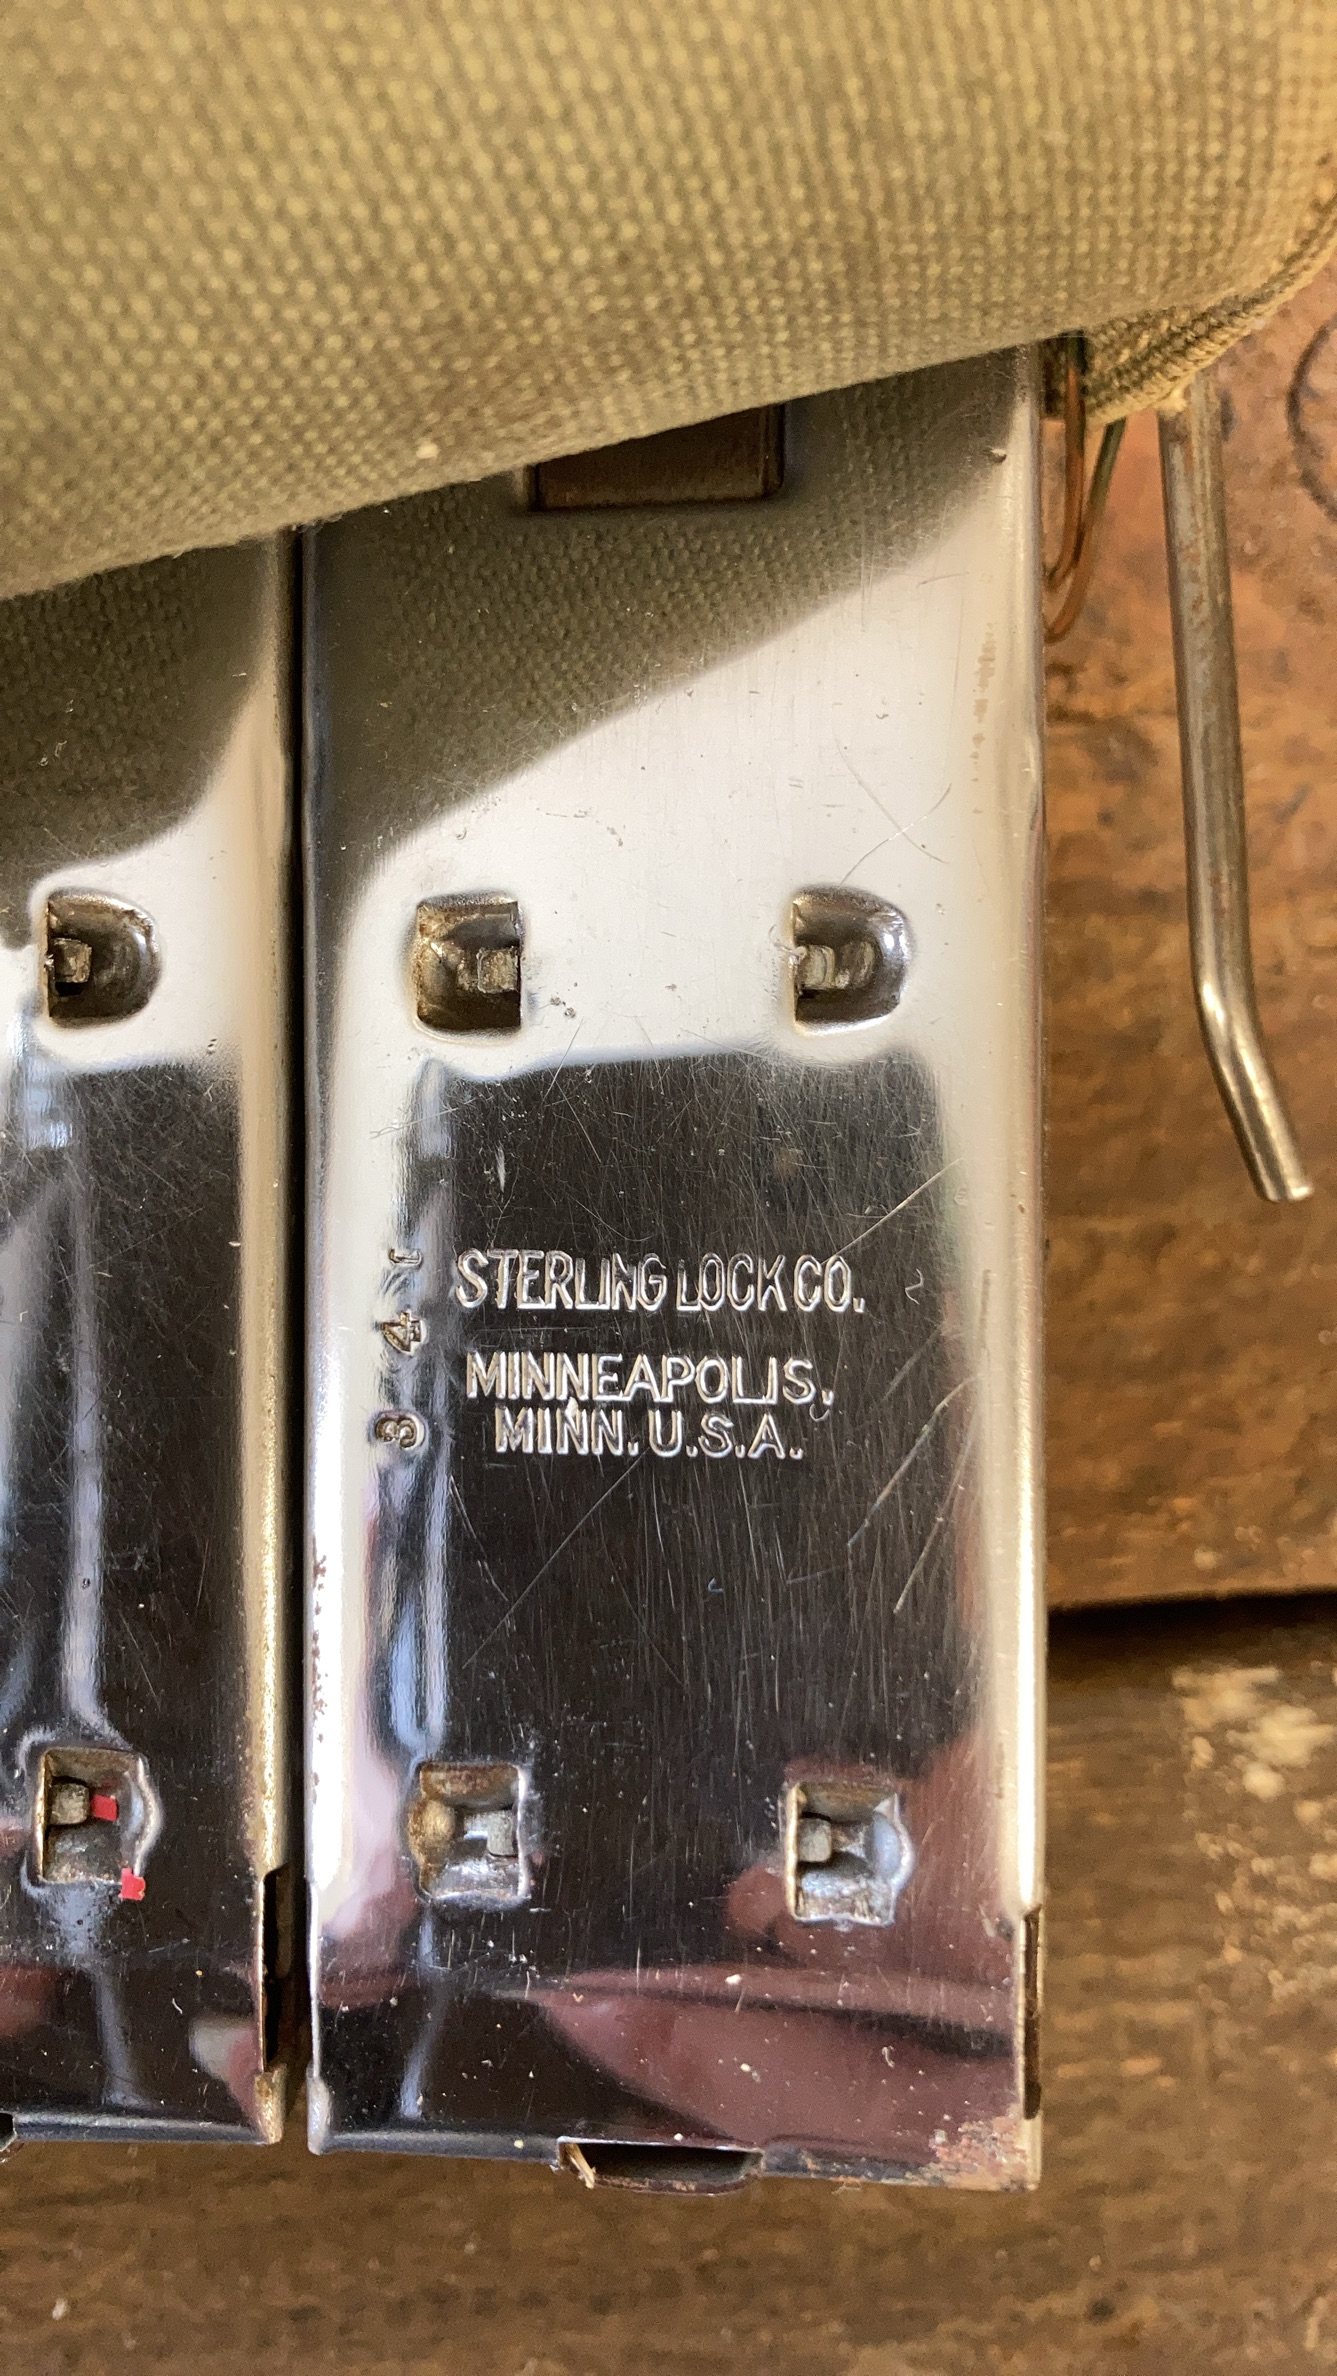 STERLING LOCK CO.
MINNEAPOLIS,
MINN. U.S.A.